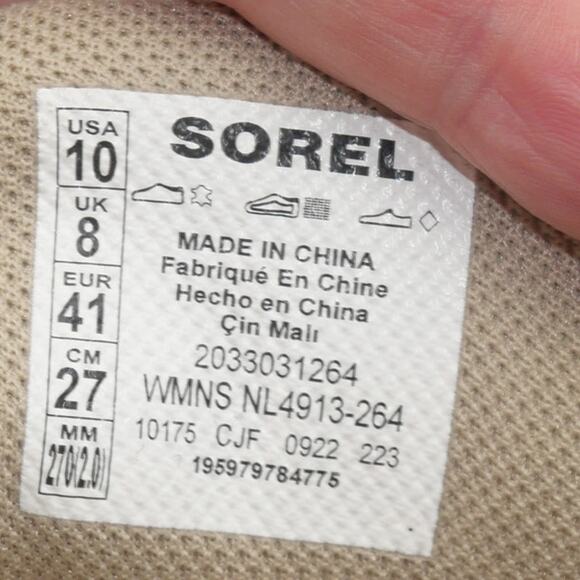 USA
10
UK
8
EUR
41
CM
27
MM
270(2.0)
SOREL
MADE IN CHINA
Fabriqué En Chine
Hecho en China
Çin Malı
2033031264
WMNS NL4913-264
10175 CJF 0922 223
195979784775